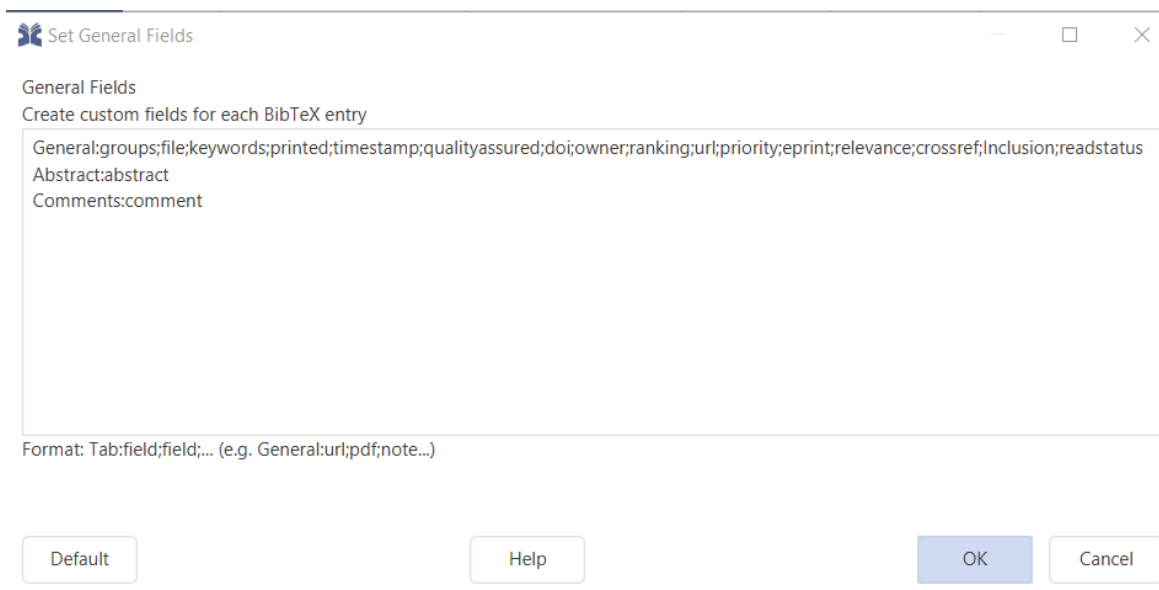 Set General Fields
General Fields
Create custom fields for each BibTeX entry
General:groups;file;keywords;printed;timestamp;qualityassured;doi;owner;ranking;url;priority;eprint;relevance;crossref;Inclusion;readstatus
Abstract:abstract
Comments:comment
Format: Tab:field;field;... (e.g. General:url;pdf;note...)
Default Help OK Cancel